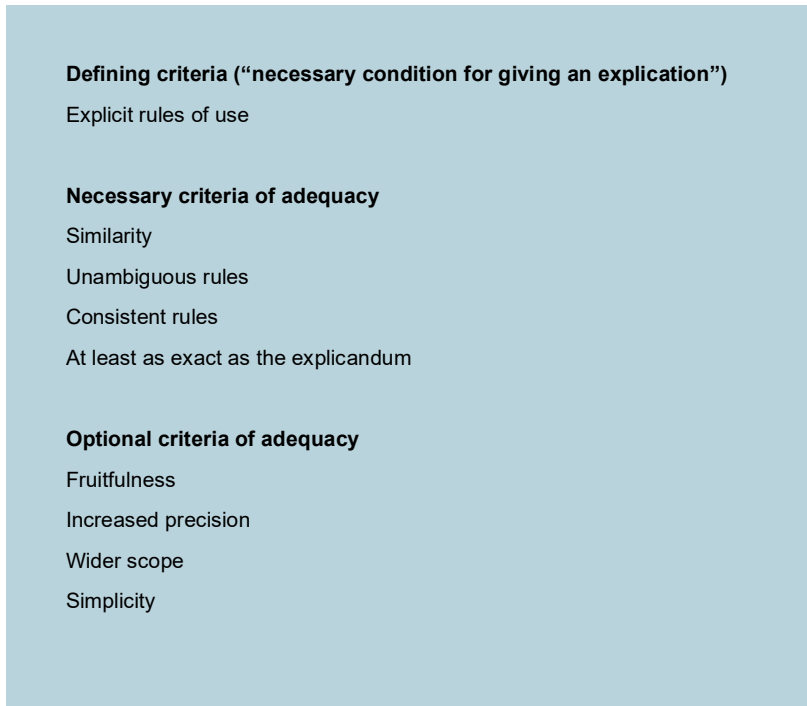 Defining criteria (“necessary condition for giving an explication”)
Explicit rules of use
Necessary criteria of adequacy
Similarity
Unambiguous rules
Consistent rules
At least as exact as the explicandum
Optional criteria of adequacy
Fruitfulness
Increased precision
Wider scope
Simplicity